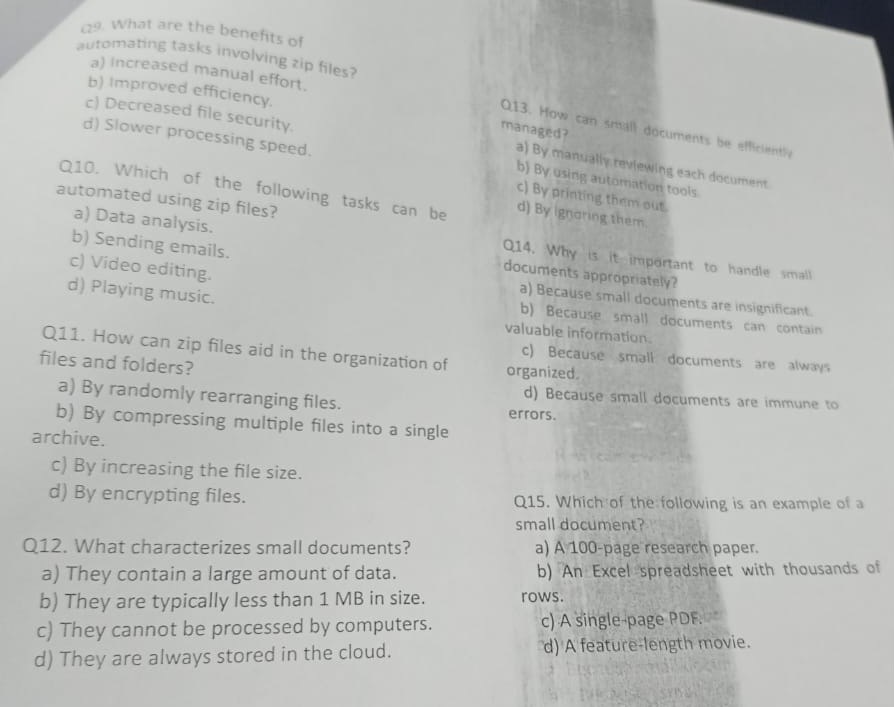 Q9. What are the benefits of
automating tasks involving zip files?
a) Increased manual effort.
b) Improved efficiency.
c) Decreased file security.
d) Slower processing speed.
Q10. Which of the following tasks can be
automated using zip files?
a) Data analysis.
b) Sending emails.
c) Video editing.
d) Playing music.
Q11. How can zip files aid in the organization of
files and folders?
a) By randomly rearranging files.
b) By compressing multiple files into a single
archive.
c) By increasing the file size.
d) By encrypting files.
Q12. What characterizes small documents?
a) They contain a large amount of data.
b) They are typically less than 1 MB in size.
c) They cannot be processed by computers.
d) They are always stored in the cloud.
Q13. How can small documents be efficiently
managed?
a) By manually reviewing each document.
b) By using automation tools.
c) By printing them out.
d) By ignoring them.
Q14. Why is it important to handle small
documents appropriately?
a) Because small documents are insignificant.
b) Because small documents can contain
valuable information.
c) Because small documents are always
organized.
d) Because small documents are immune to
errors.
Q15. Which of the following is an example of a
small document?
a) A 100-page research paper.
b) An Excel spreadsheet with thousands of
rows.
c) A single-page PDF.
d) A feature-length movie.